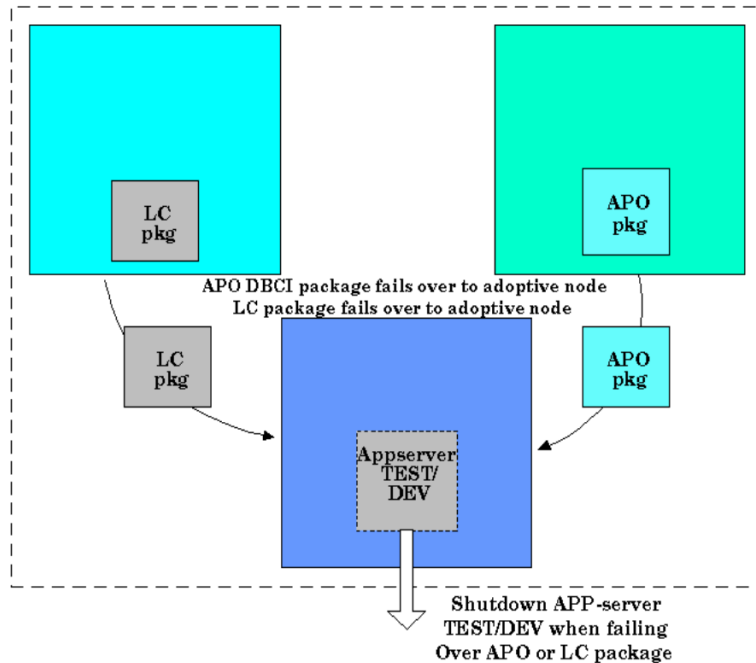 LC
pkg
APO
pkg
APO DBCI package fails over to adoptive node
LC package fails over to adoptive node
LC
pkg
APO
pkg
Appserver
TEST/
DEV
Shutdown APP-server
TEST/DEV when failing
Over APO or LC package